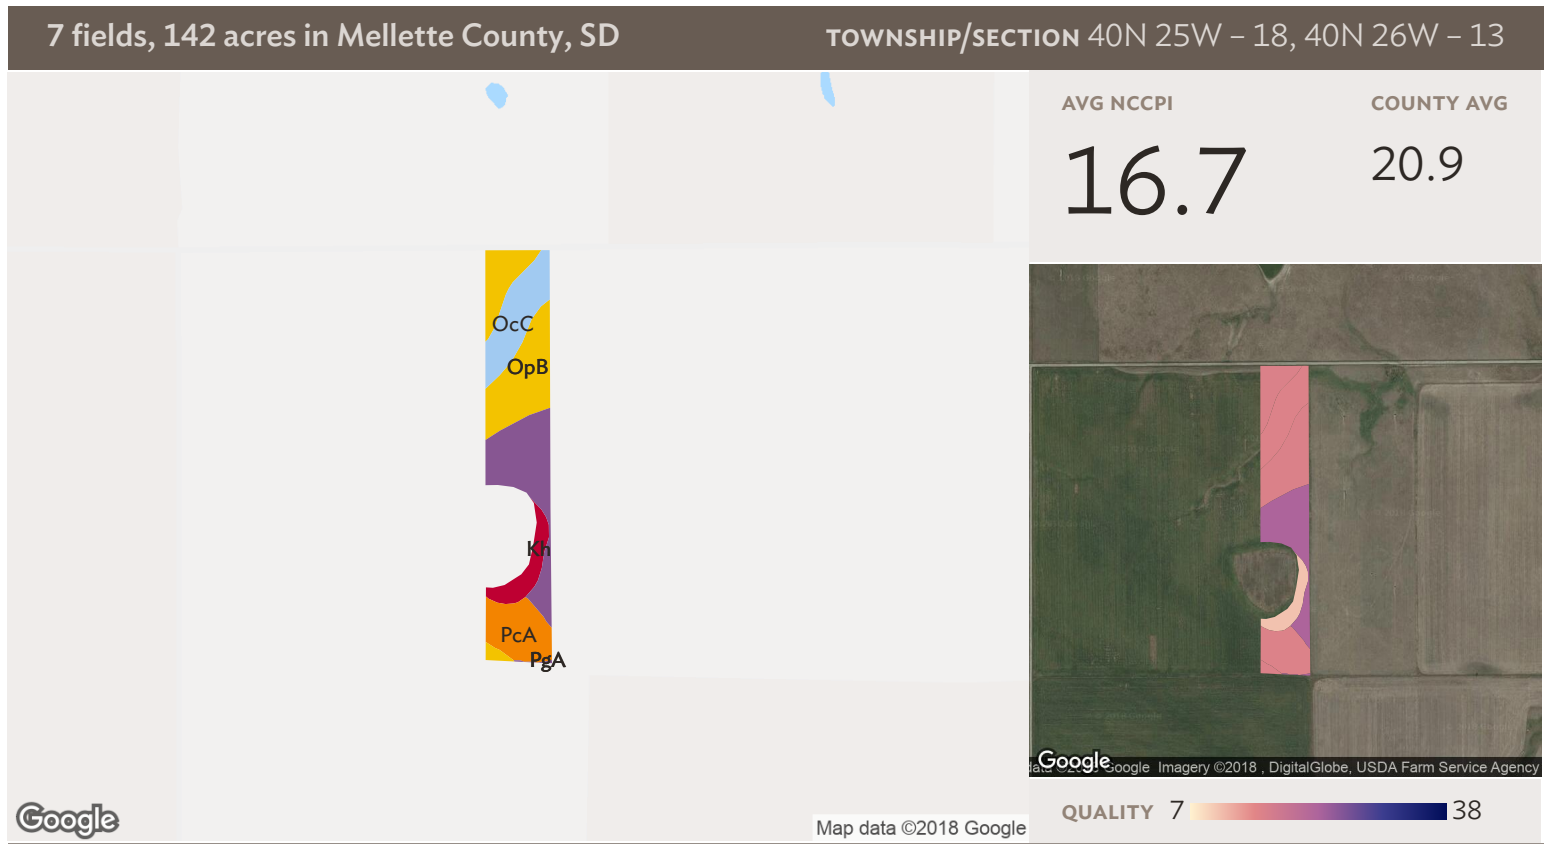 7 fields, 142 acres in Mellette County, SD
TOWNSHIP/SECTION 40N 25W – 18, 40N 26W – 13
AVG NCCPI
COUNTY AVG
16.7
20.9
OcC
OpB
Kh
PcA
PgA
Google
Map data ©2018 Google
Google
Google Imagery ©2018 , DigitalGlobe, USDA Farm Service Agency
QUALITY 7
38